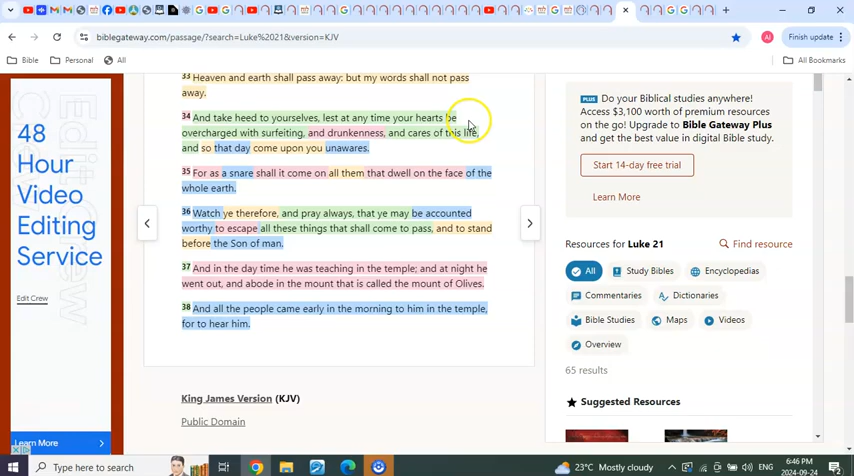 Finish update
biblegateway.com/passage/?search=Luke%2021&version=KJV
AI
Bible
Personal
All
All Bookmarks
33 Heaven and earth shall pass away: but my words shall not pass
away.
34 And take heed to yourselves, lest at any time your hearts be
overcharged with surfeiting, and drunkenness, and cares of this life,
and so that day come upon you unawares.
35 For as a snare shall it come on all them that dwell on the face of the
whole earth.
36 Watch ye therefore, and pray always, that ye may be accounted
worthy to escape all these things that shall come to pass, and to stand
before the Son of man.
37 And in the day time he was teaching in the temple; and at night he
went out, and abode in the mount that is called the mount of Olives.
38 And all the people came early in the morning to him in the temple,
for to hear him.
King James Version (KJV)
Public Domain
48
Hour
Video
Editing
Service
Edit Crew
Edit Crew
Learn More
PLUS Do your Biblical studies anywhere!
Access $3,100 worth of premium resources
on the go! Upgrade to Bible Gateway Plus
and get the best value in digital Bible study.
Start 14-day free trial
Learn More
Resources for Luke 21
Find resource
All
Study Bibles
Encyclopedias
Commentaries
Dictionaries
Bible Studies
Maps
Videos
Overview
65 results
Suggested Resources
Type here to search
23°C Mostly cloudy
ENG
6:46 PM
2024-09-24